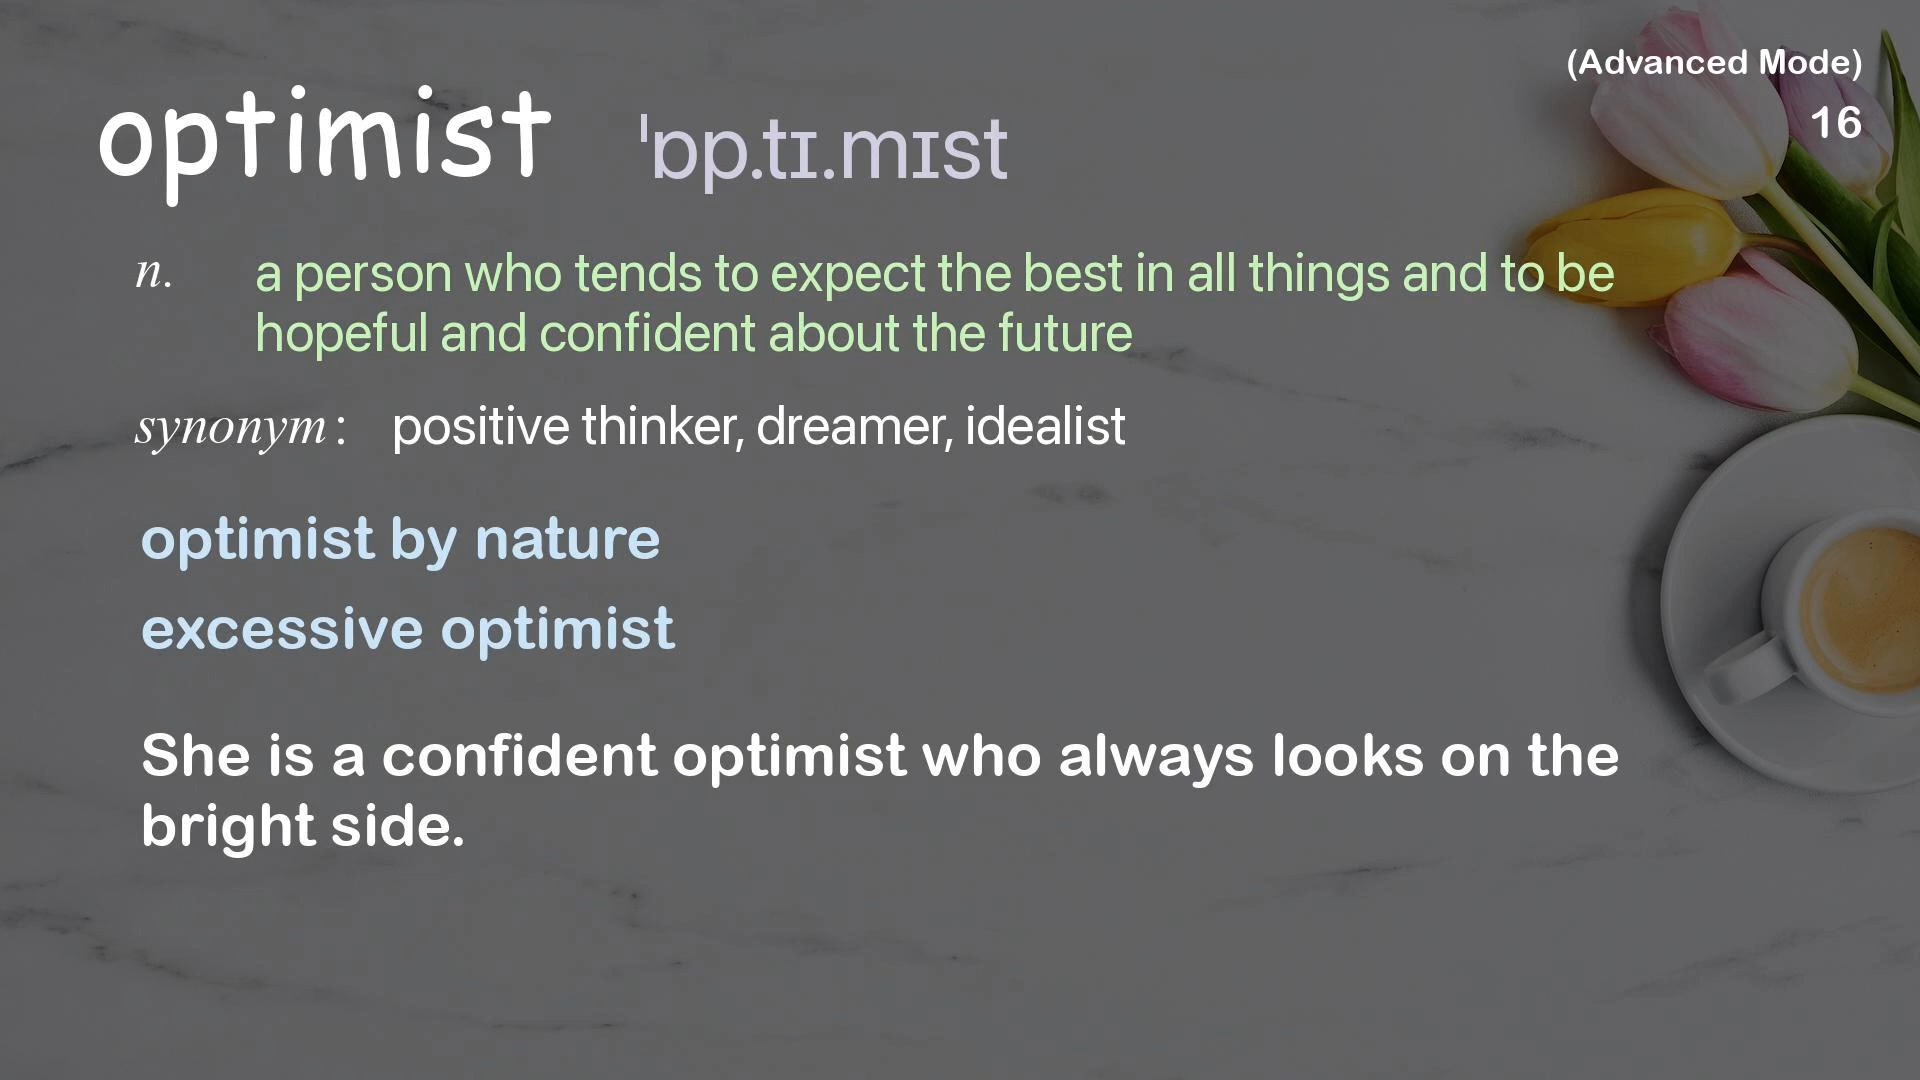 (Advanced Mode)
16
optimist ˈɒp.tɪ.mɪst
n. a person who tends to expect the best in all things and to be
hopeful and confident about the future
synonym : positive thinker, dreamer, idealist
optimist by nature
excessive optimist
She is a confident optimist who always looks on the
bright side.